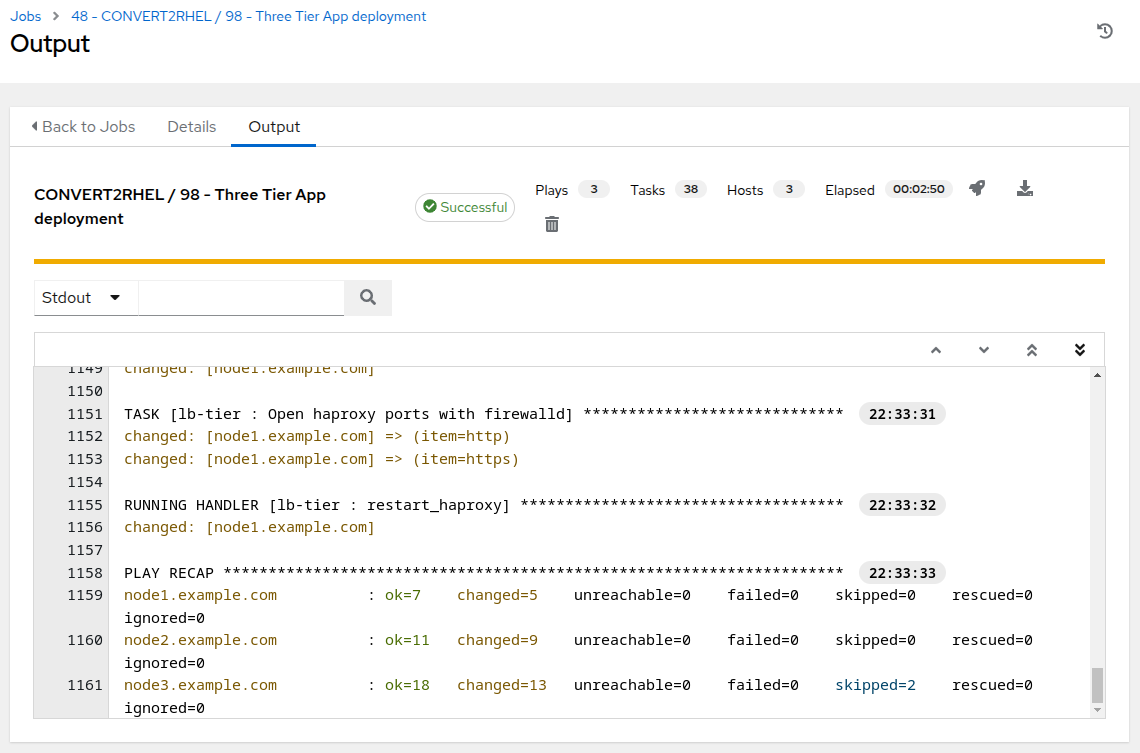 Jobs > 48 - CONVERT2RHEL / 98 - Three Tier App deployment
Output
Back to Jobs Details Output
CONVERT2RHEL / 98 - Three Tier App
deployment
Successful
Plays 3 Tasks 38 Hosts 3 Elapsed 00:02:50
Stdout
1149 changed: [node1.example.com]
1150
1151 TASK [lb-tier : Open haproxy ports with firewalld] ***************************** 22:33:31
1152 changed: [node1.example.com] => (item=http)
1153 changed: [node1.example.com] => (item=https)
1154
1155 RUNNING HANDLER [lb-tier : restart_haproxy] ************************************ 22:33:32
1156 changed: [node1.example.com]
1157
1158 PLAY RECAP ********************************************************************* 22:33:33
1159 node1.example.com : ok=7 changed=5 unreachable=0 failed=0 skipped=0 rescued=0
ignored=0
1160 node2.example.com : ok=11 changed=9 unreachable=0 failed=0 skipped=0 rescued=0
ignored=0
1161 node3.example.com : ok=18 changed=13 unreachable=0 failed=0 skipped=2 rescued=0
ignored=0